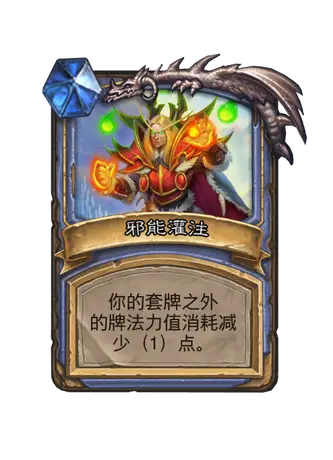 邪能灌注
你的套牌之外
的牌法力值消耗减
少（1）点。